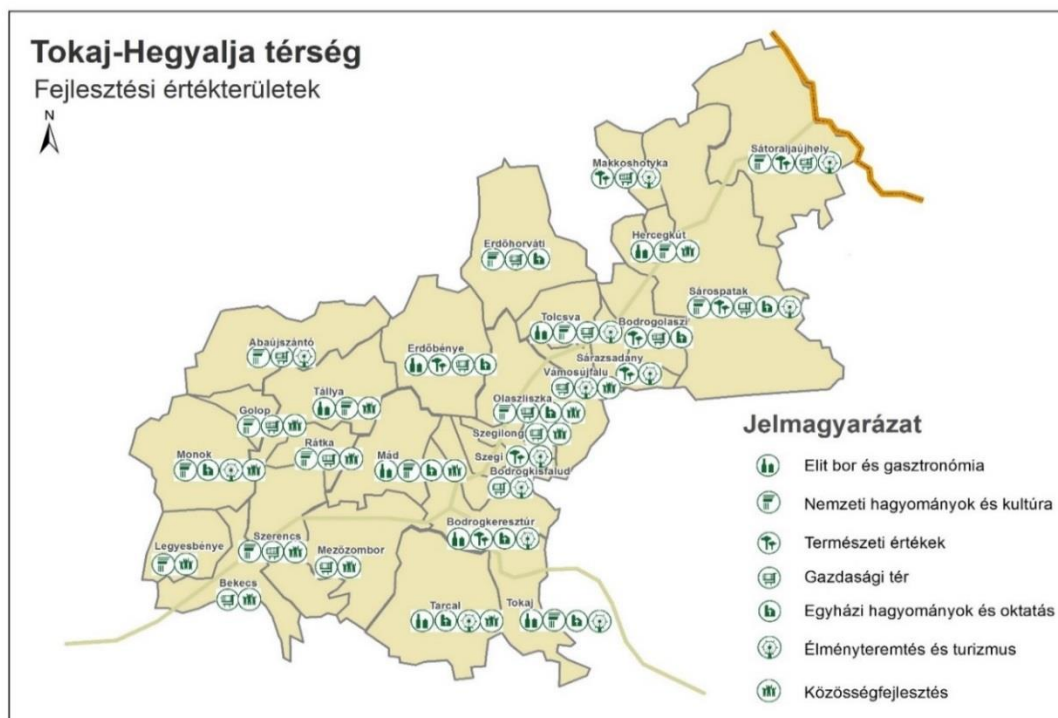 Tokaj-Hegyalja térség
Fejlesztési értékterületek
N
Sátoraljaújhely
Makkoshotyka
Hercegkút
Erdőhorváti
Sárospatak
Tolcsva
Bodrogolaszi
Abaújszántó
Erdőbénye
Sárazsadány
Vámosújfalu
Tállya
Olaszliszka
Golop
Szegilong
Rátka
Mád
Szegi
Monok
Bodrogkisfalud
Bodrogkeresztúr
Szerencs
Legyesbénye
Mezőzombor
Bekecs
Tarcal
Tokaj
Jelmagyarázat
Elit bor és gasztronómia
Nemzeti hagyományok és kultúra
Természeti értékek
Gazdasági tér
Egyházi hagyományok és oktatás
Élményteremtés és turizmus
Közösségfejlesztés